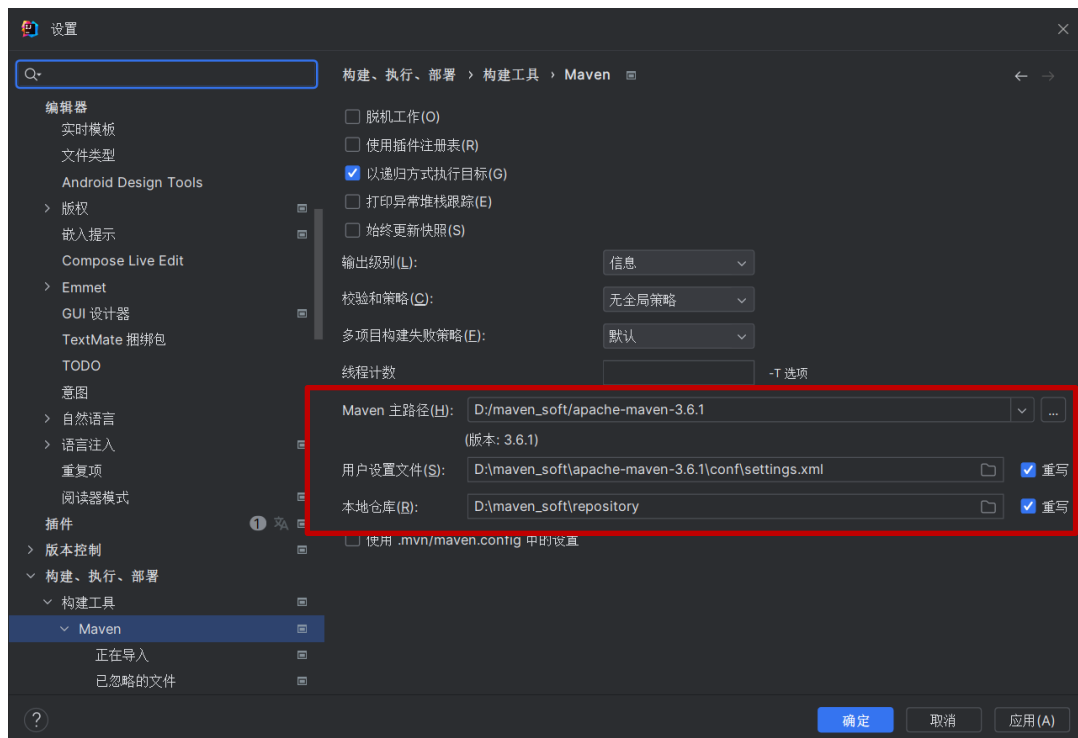 设置
编辑器
实时模板
文件类型
Android Design Tools
版权
嵌入提示
Compose Live Edit
Emmet
GUI 设计器
TextMate 捆绑包
TODO
意图
自然语言
语言注入
重复项
阅读器模式
插件 1
版本控制
构建、执行、部署
构建工具
Maven
正在导入
已忽略的文件
构建、执行、部署 › 构建工具 › Maven
脱机工作(O)
使用插件注册表(R)
以递归方式执行目标(G)
打印异常堆栈跟踪(E)
始终更新快照(S)
输出级别(L): 信息
校验和策略(C): 无全局策略
多项目构建失败策略(F): 默认
线程计数 -T 选项
Maven 主路径(H): D:/maven_soft/apache-maven-3.6.1 ...
(版本: 3.6.1)
用户设置文件(S): D:\maven_soft\apache-maven-3.6.1\conf\settings.xml 重写
本地仓库(R): D:\maven_soft\repository 重写
使用 .mvn/maven.config 中的设置
? 确定 取消 应用(A)